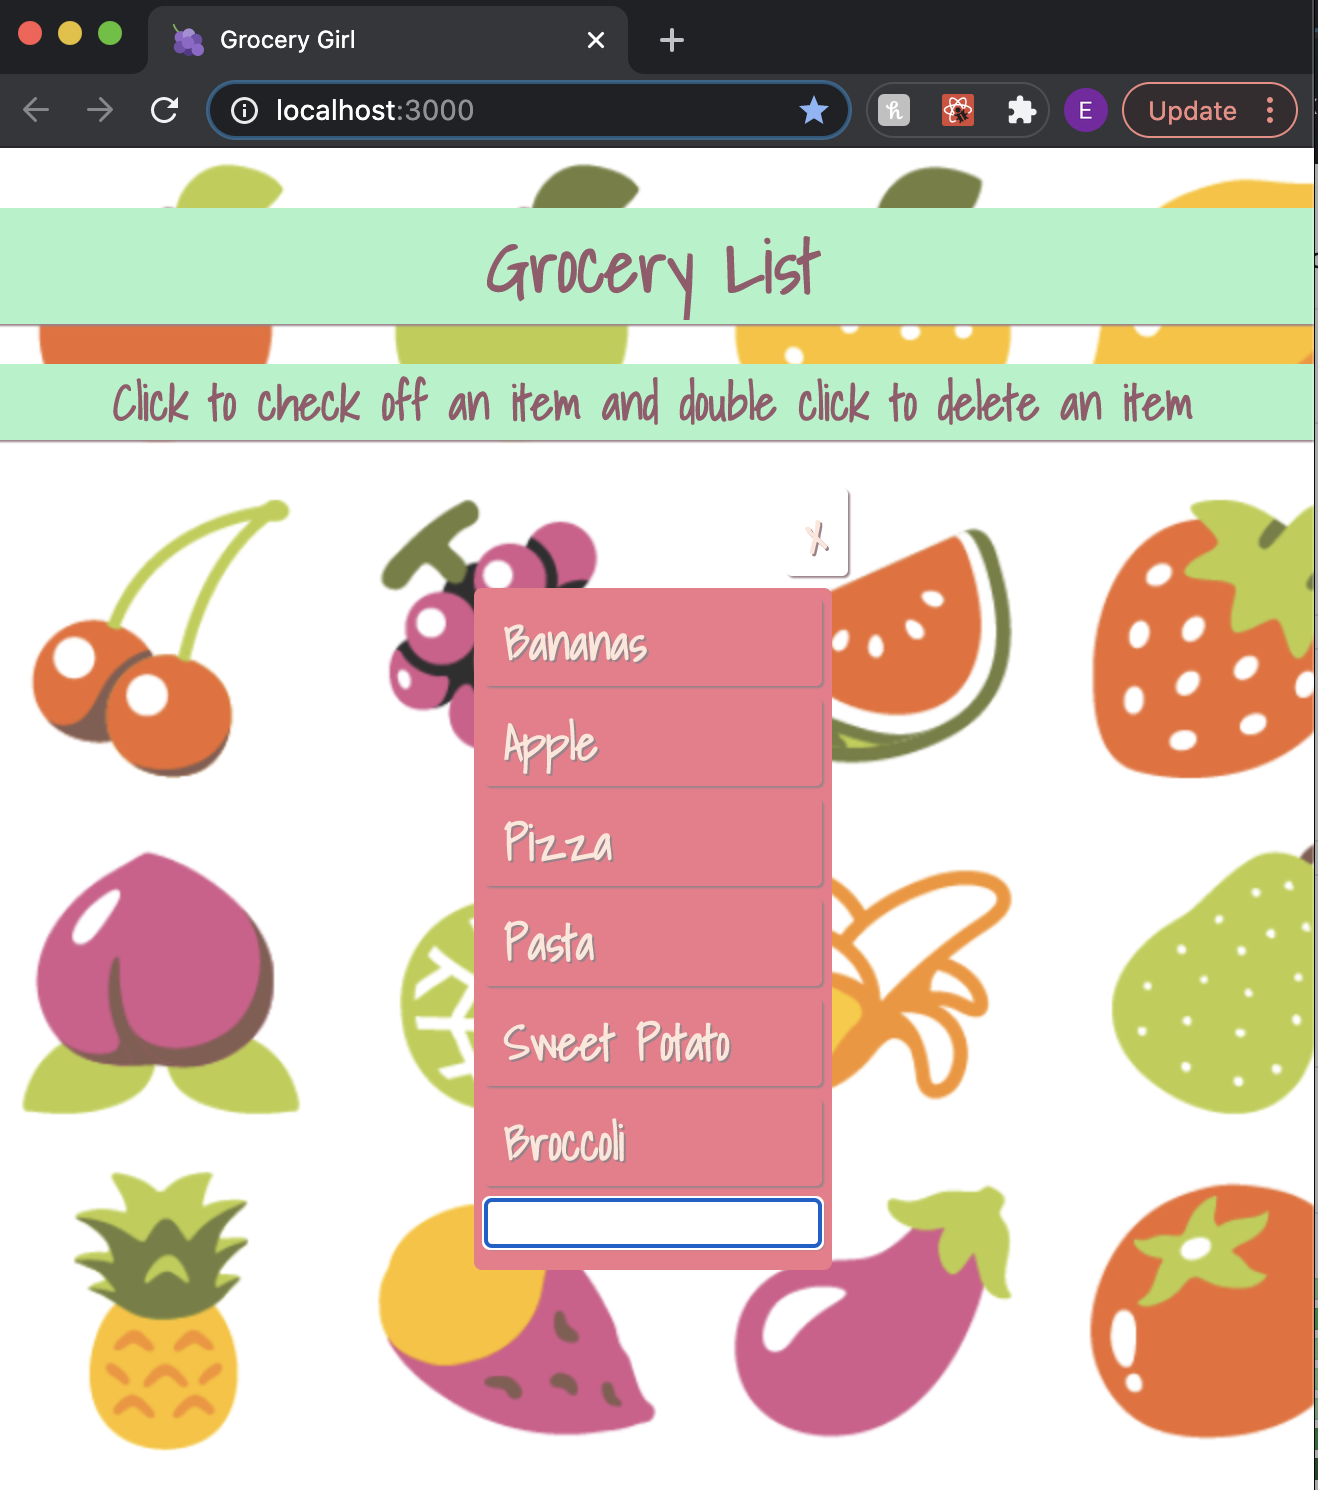 Grocery Girl
localhost:3000
h
E
Update
Grocery List
Click to check off an item and double click to delete an item
X
Bananas
Apple
Pizza
Pasta
Sweet Potato
Broccoli